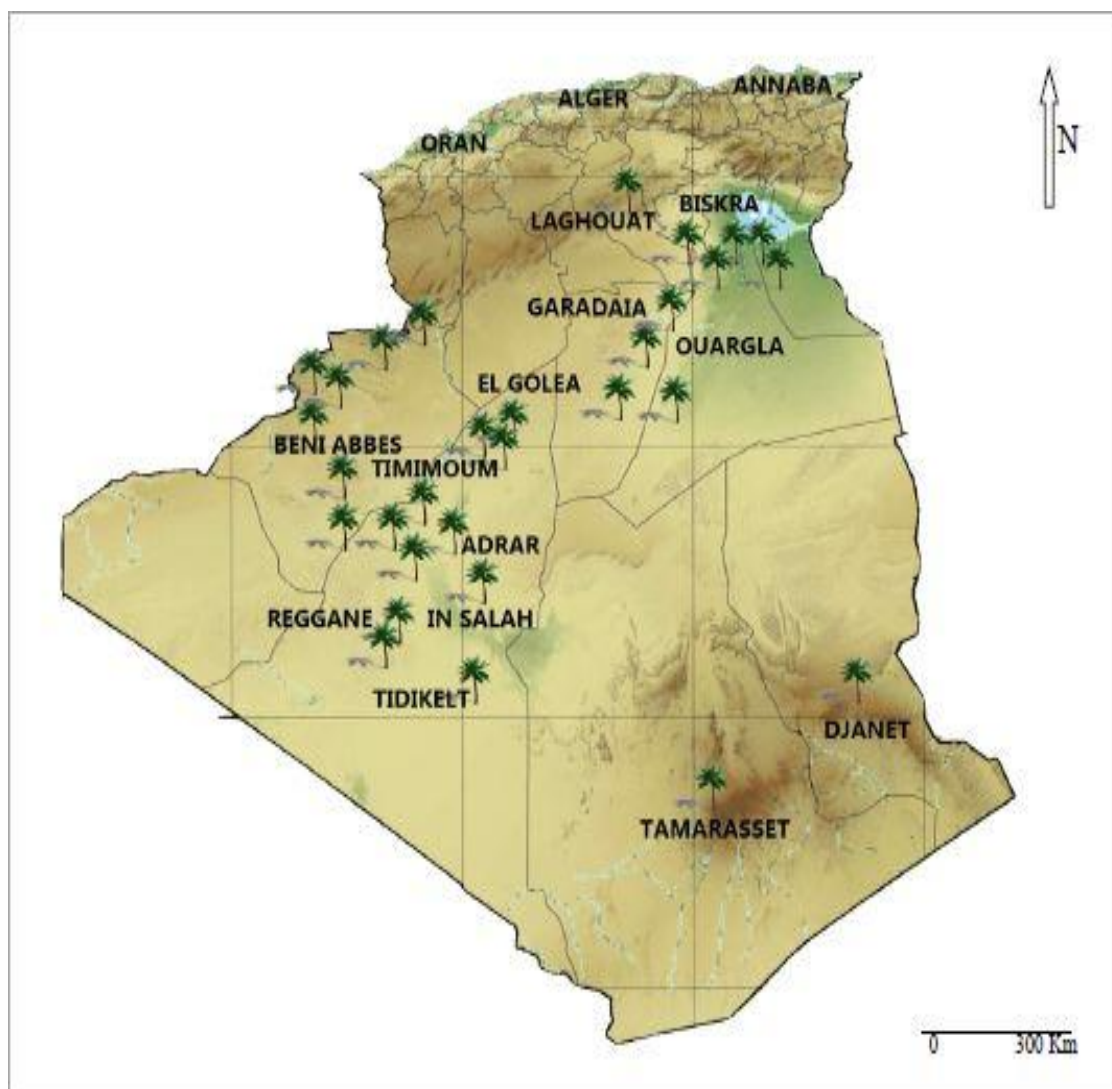 ANNABA
ALGER
N
ORAN
BISKRA
LAGHOUAT
GARADAIA
OUARGLA
EL GOLEA
BENI ABBES
TIMIMOUM
ADRAR
REGGANE
IN SALAH
TIDIKELT
DJANET
TAMARASSET
0 300 Km